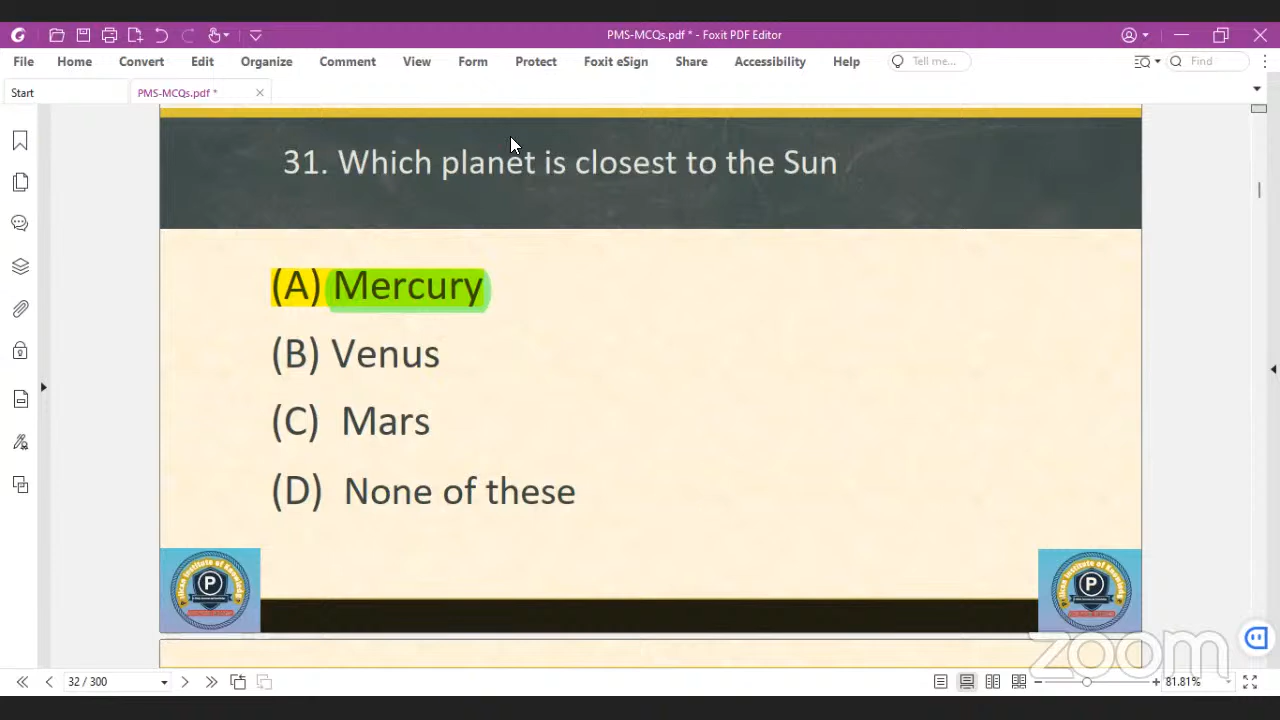 PMS-MCQs.pdf * - Foxit PDF Editor
File Home Convert Edit Organize Comment View Form Protect Foxit eSign Share Accessibility Help Tell me... Find
Start PMS-MCQs.pdf *
31. Which planet is closest to the Sun
(A) Mercury
(B) Venus
(C) Mars
(D) None of these
P
P
zoom
32 / 300
81.81%